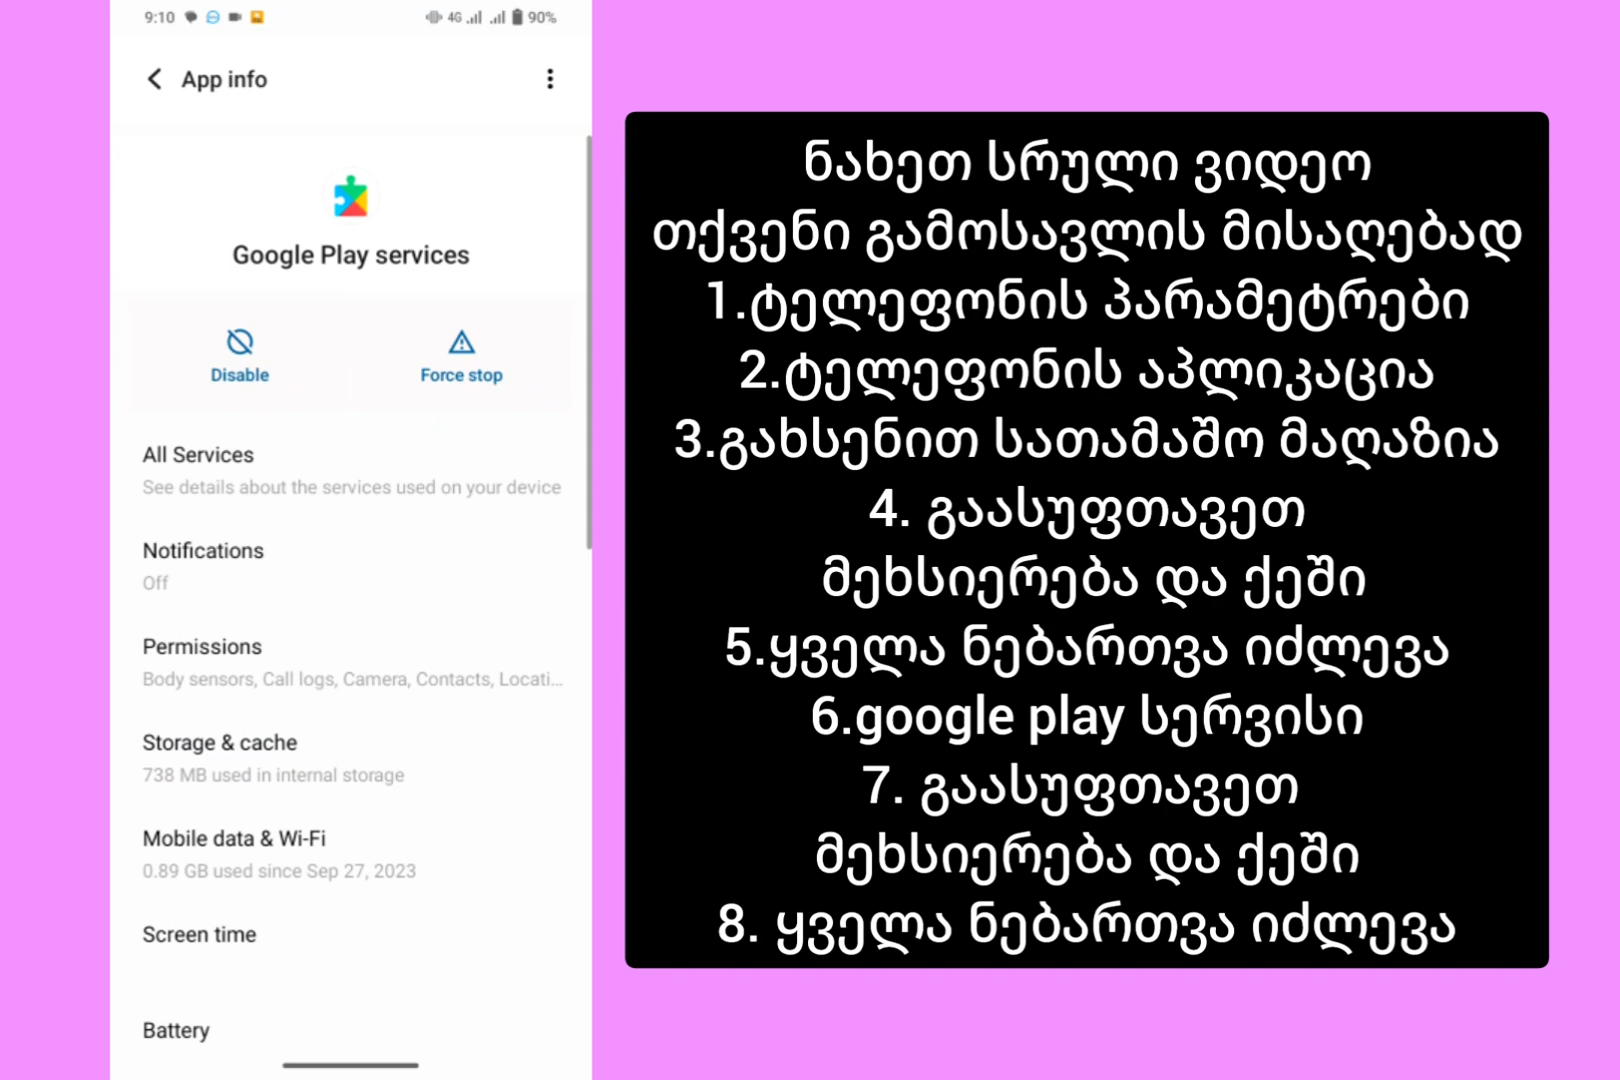 9:10
4G
90%
App info
Google Play services
Disable
Force stop
All Services
See details about the services used on your device
Notifications
Off
Permissions
Body sensors, Call logs, Camera, Contacts, Locati...
Storage & cache
738 MB used in internal storage
Mobile data & Wi-Fi
0.89 GB used since Sep 27, 2023
Screen time
Battery
ნახეთ სრული ვიდეო
თქვენი გამოსავლის მისაღებად
1.ტელეფონის პარამეტრები
2.ტელეფონის აპლიკაცია
3.გახსენით სათამაშო მაღაზია
4. გაასუფთავეთ
მეხსიერება და ქეში
5.ყველა ნებართვა იძლევა
6.google play სერვისი
7. გაასუფთავეთ
მეხსიერება და ქეში
8. ყველა ნებართვა იძლევა